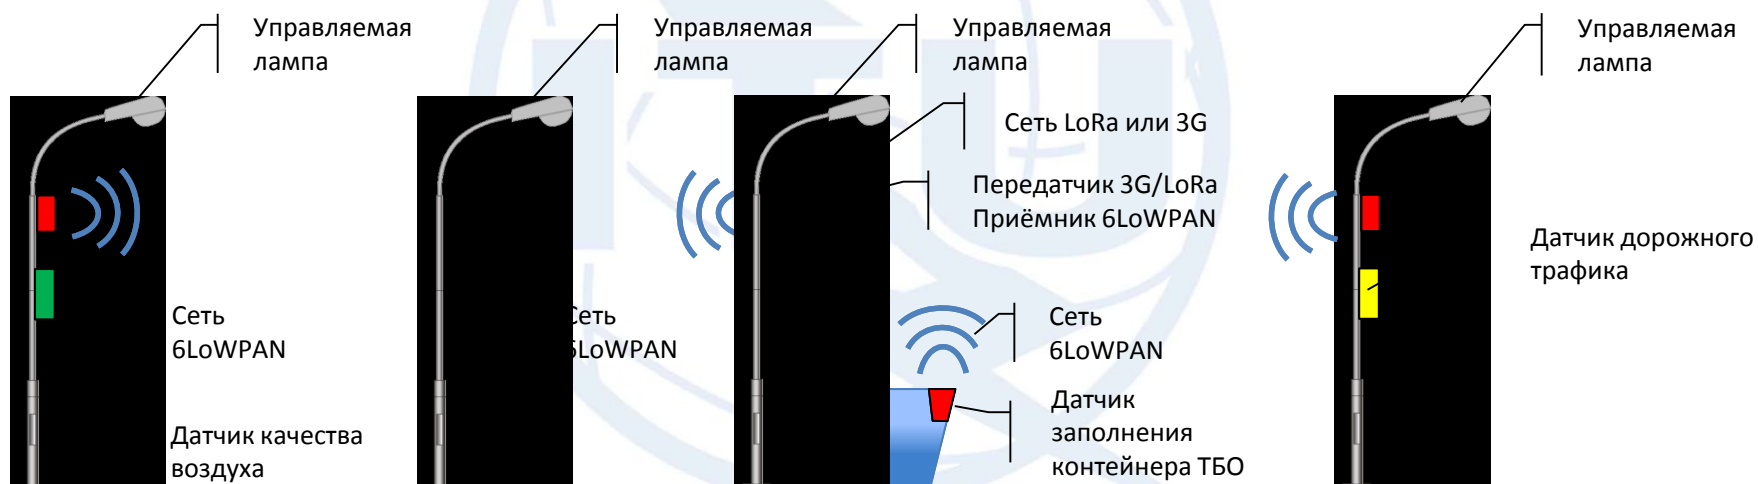 Управляемая
лампа
Управляемая
лампа
Управляемая
лампа
Управляемая
лампа
Сеть LoRa или 3G
Передатчик 3G/LoRa
Приёмник 6LoWPAN
Датчик дорожного
трафика
Сеть
6LoWPAN
Сеть
6LoWPAN
Сеть
6LoWPAN
Датчик качества
воздуха
Датчик
заполнения
контейнера ТБО
ITU